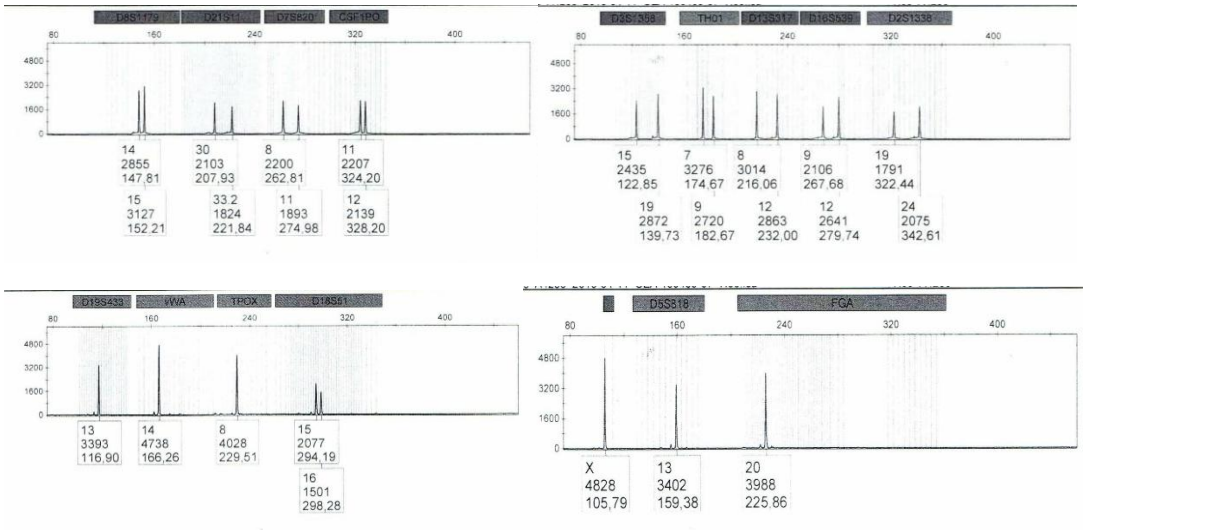 D8S1179 D21S11 D7S820 CSF1PO
80 160 240 320 400
4800
3200
1600
0
14 30 8 11
2855 2103 2200 2207
147,81 207,93 262,81 324,20
15 33.2 11 12
3127 1824 1893 2139
152,21 221,84 274,98 328,20
D3S1358 TH01 D13S317 D16S539 D2S1338
80 160 240 320 400
4800
3200
1600
0
15 7 8 9 19
2435 3276 3014 2106 1791
122,85 174,67 216,06 267,68 322,44
19 9 12 12 24
2872 2720 2863 2641 2075
139,73 182,67 232,00 279,74 342,61
D19S433 vWA TPOX D18S51
80 160 240 320 400
4800
3200
1600
0
13 14 8 15
3393 4738 4028 2077
116,90 166,26 229,51 294,19
16
1501
298,28
D5S818 FGA
80 160 240 320 400
4800
3200
1600
0
X 13 20
4828 3402 3988
105,79 159,38 225,86